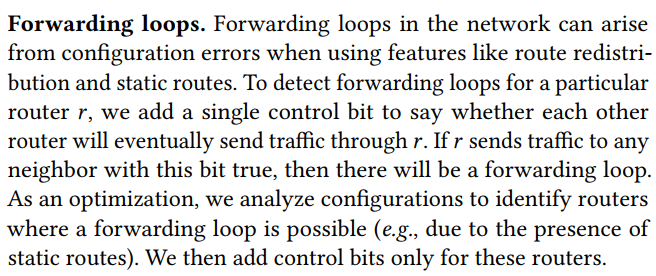 Forwarding loops. Forwarding loops in the network can arise
from configuration errors when using features like route redistri-
bution and static routes. To detect forwarding loops for a particular
router r, we add a single control bit to say whether each other
router will eventually send traffic through r. If r sends traffic to any
neighbor with this bit true, then there will be a forwarding loop.
As an optimization, we analyze configurations to identify routers
where a forwarding loop is possible (e.g., due to the presence of
static routes). We then add control bits only for these routers.